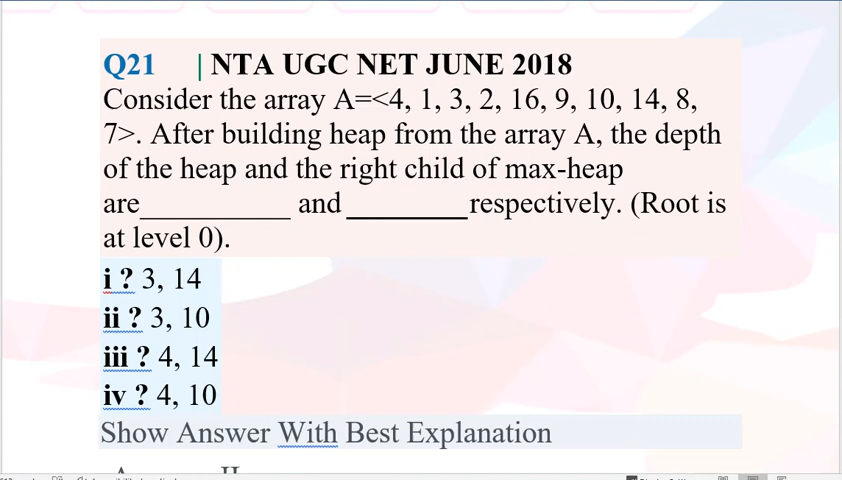 Q21 | NTA UGC NET JUNE 2018
Consider the array A=<4, 1, 3, 2, 16, 9, 10, 14, 8,
7>. After building heap from the array A, the depth
of the heap and the right child of max-heap
are___________ and _________respectively. (Root is
at level 0).
i ? 3, 14
ii ? 3, 10
iii ? 4, 14
iv ? 4, 10
Show Answer With Best Explanation